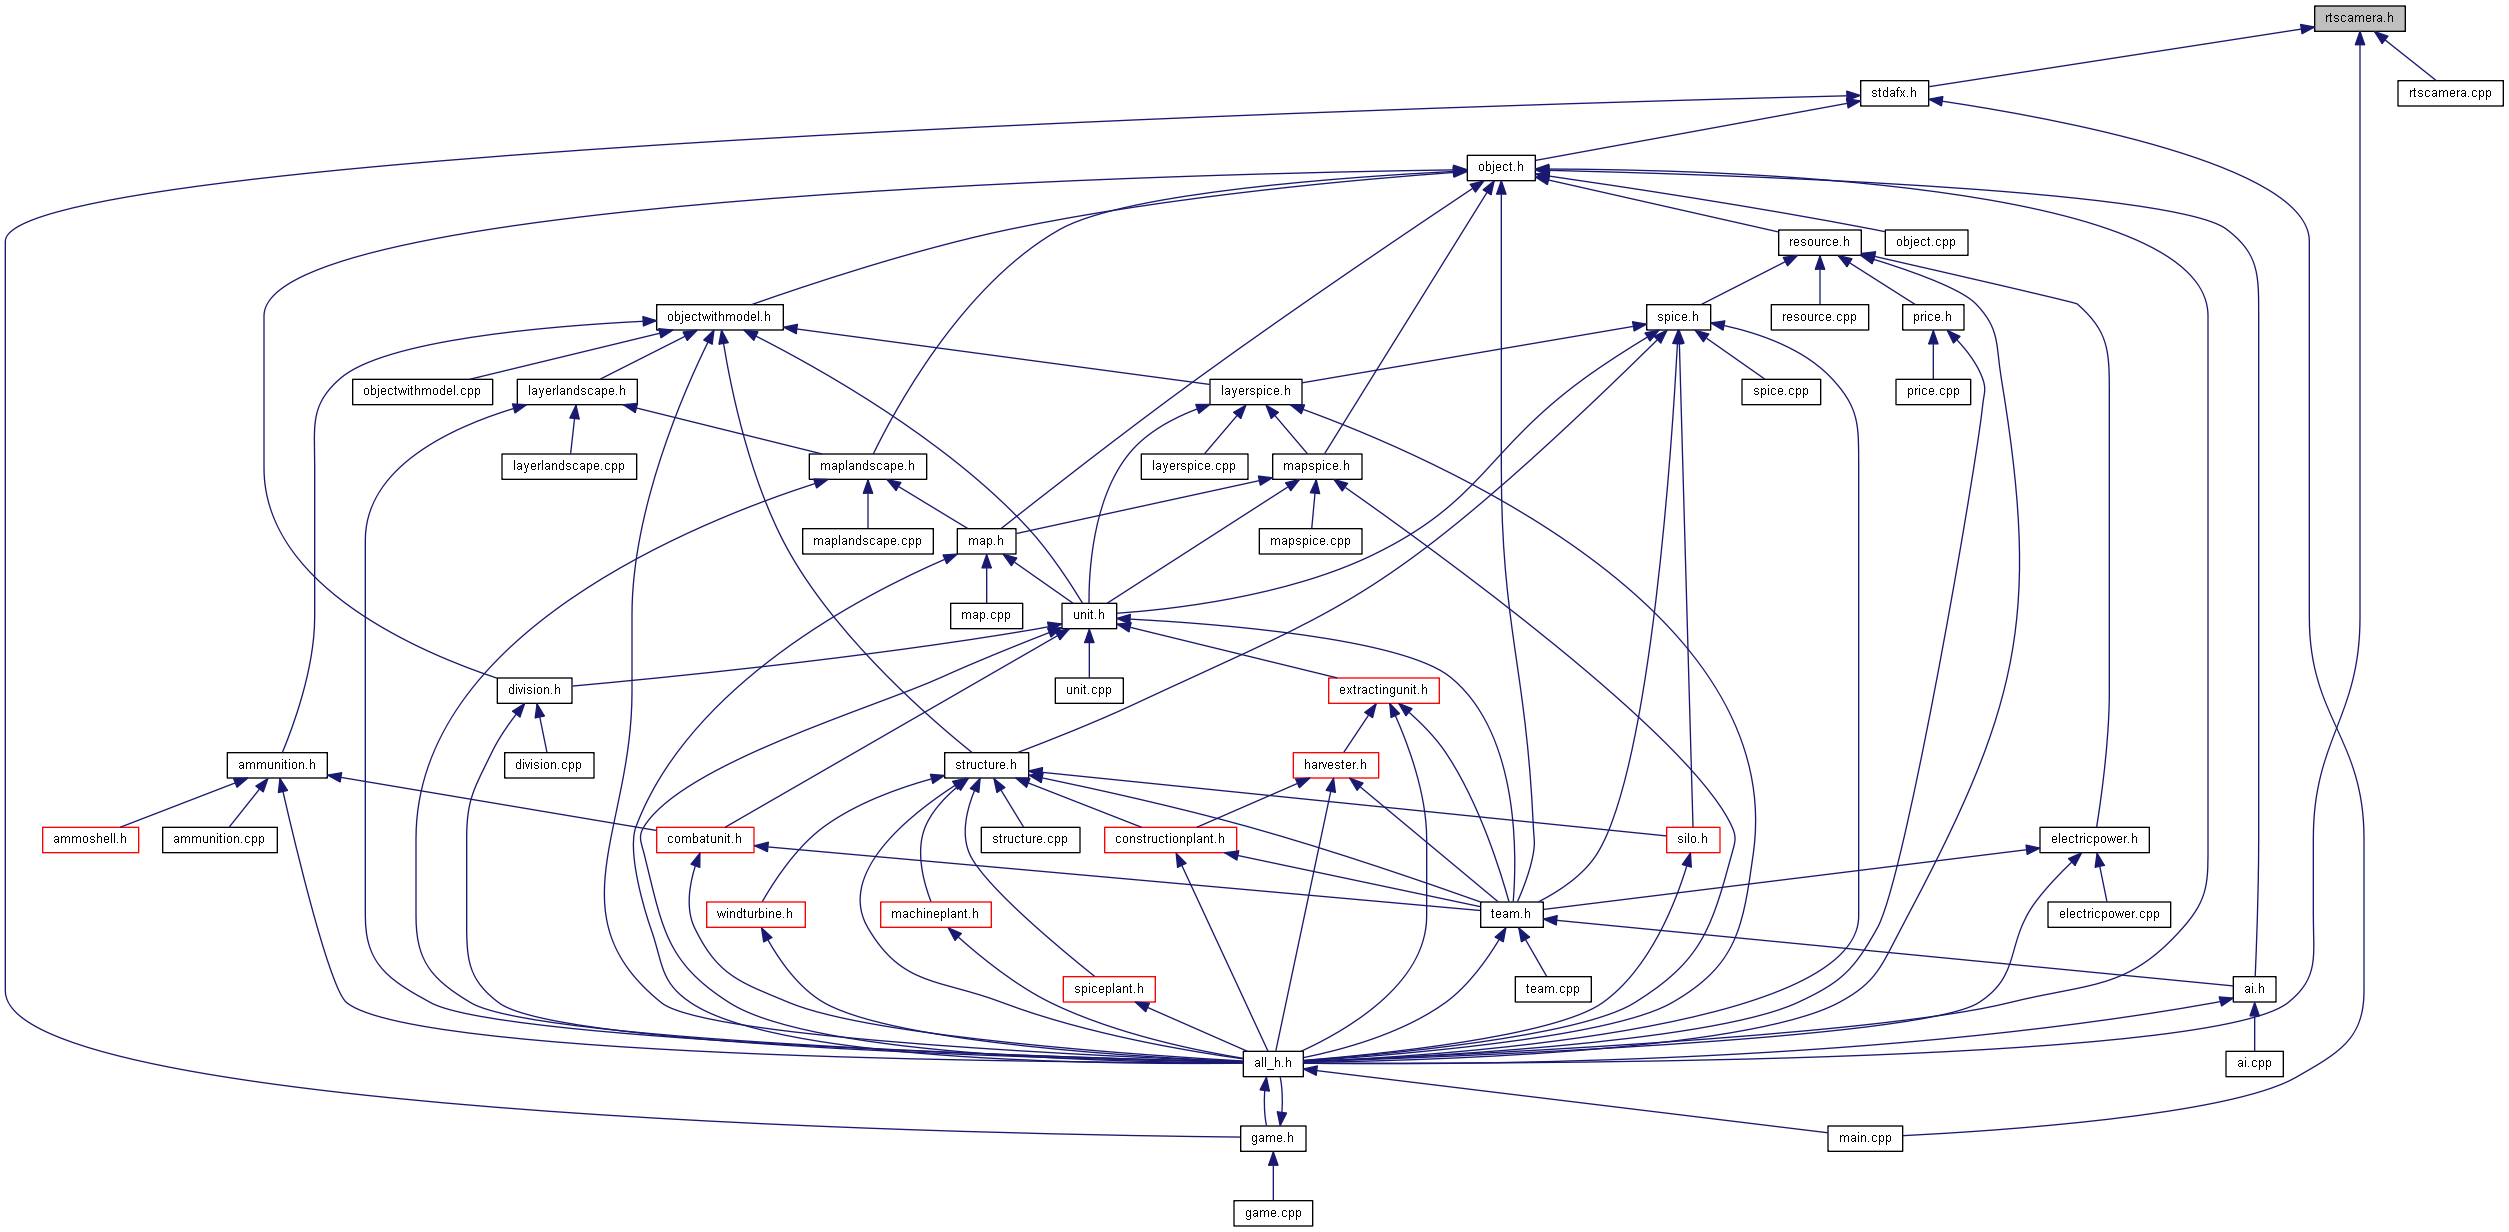 rtscamera.h
stdafx.h
rtscamera.cpp
object.h
resource.h
object.cpp
objectwithmodel.h
spice.h
resource.cpp
price.h
objectwithmodel.cpp
layerlandscape.h
layerspice.h
spice.cpp
price.cpp
layerlandscape.cpp
maplandscape.h
layerspice.cpp
mapspice.h
maplandscape.cpp
map.h
mapspice.cpp
map.cpp
unit.h
division.h
unit.cpp
extractingunit.h
ammunition.h
division.cpp
structure.h
harvester.h
ammoshell.h
ammunition.cpp
combatunit.h
structure.cpp
constructionplant.h
silo.h
electricpower.h
windturbine.h
machineplant.h
team.h
electricpower.cpp
spiceplant.h
team.cpp
ai.h
all_h.h
ai.cpp
game.h
main.cpp
game.cpp